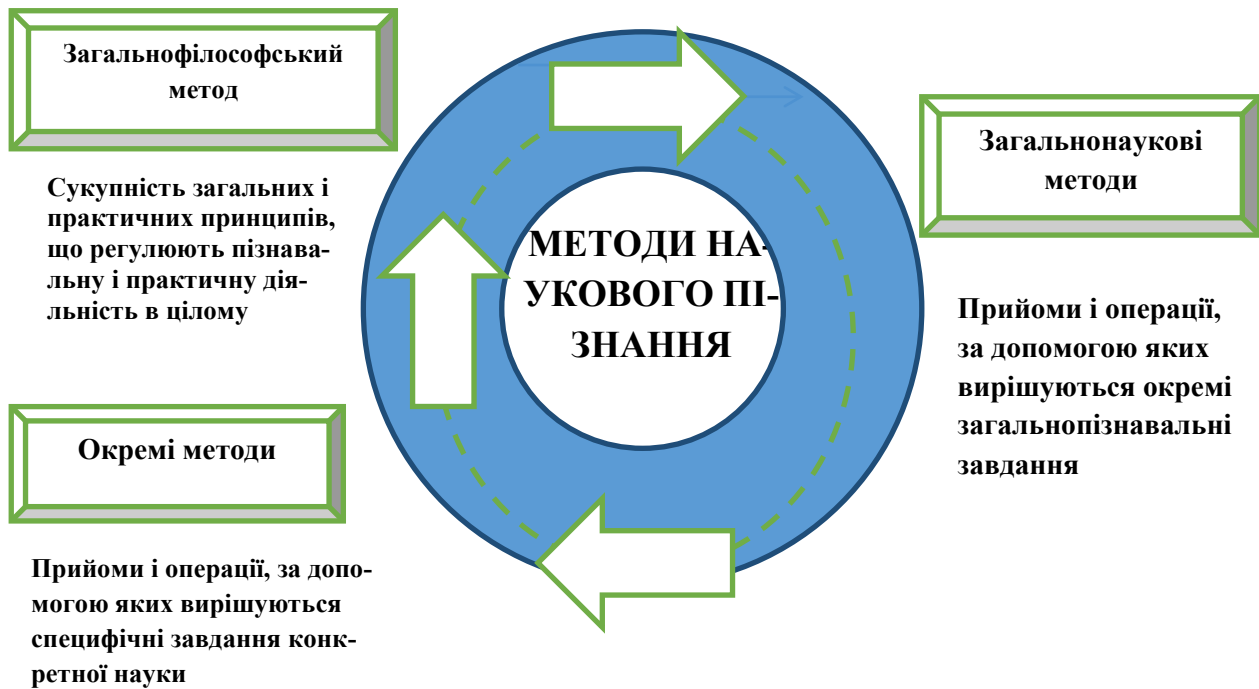 Загальнофілософський
метод
Сукупність загальних і
практичних принципів,
що регулюють пізнава-
льну і практичну дія-
льність в цілому
МЕТОДИ НА-
УКОВОГО ПІ-
ЗНАННЯ
Загальнонаукові
методи
Прийоми і операції,
за допомогою яких
вирішуються окремі
загальнопізнавальні
завдання
Окремі методи
Прийоми і операції, за допо-
могою яких вирішуються
специфічні завдання конк-
ретної науки